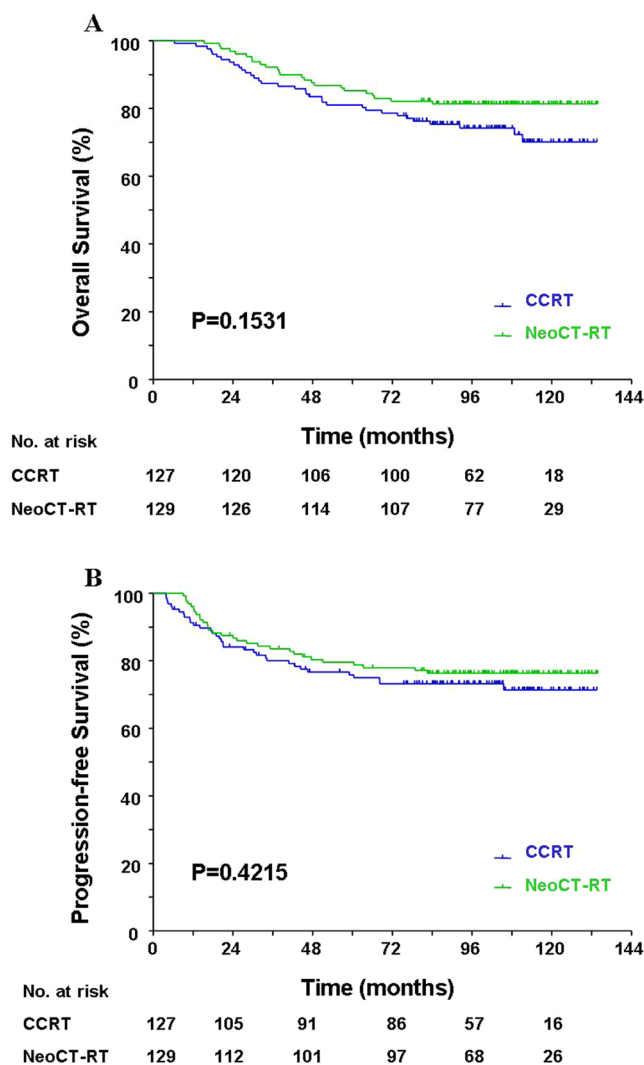 A
100
80
60
40
20
0
Overall Survival (%)
P=0.1531
CCRT
NeoCT-RT
0 24 48 72 96 120 144
Time (months)
No. at risk
CCRT 127 120 106 100 62 18
NeoCT-RT 129 126 114 107 77 29
B
100
80
60
40
20
0
Progression-free Survival (%)
P=0.4215
CCRT
NeoCT-RT
0 24 48 72 96 120 144
Time (months)
No. at risk
CCRT 127 105 91 86 57 16
NeoCT-RT 129 112 101 97 68 26